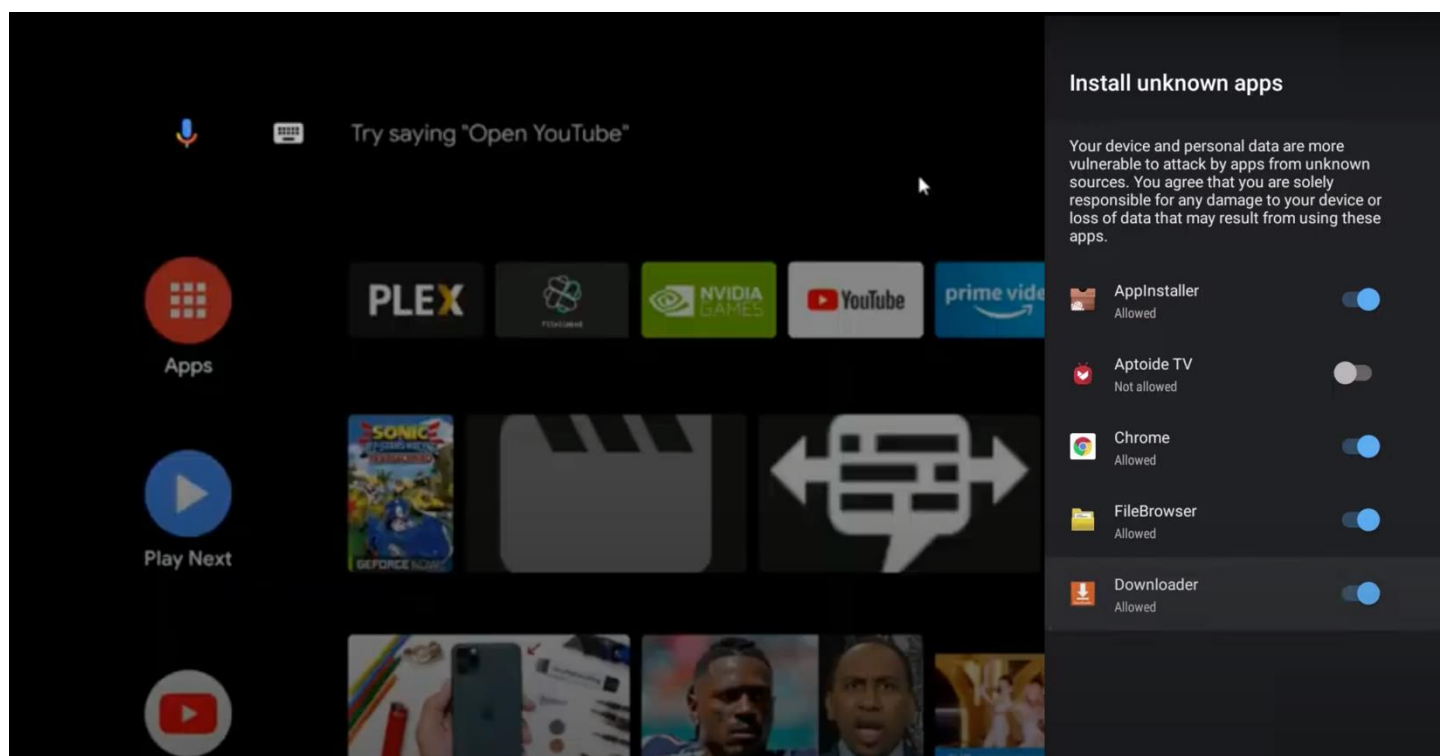 Install unknown apps
Your device and personal data are more
vulnerable to attack by apps from unknown
sources. You agree that you are solely
responsible for any damage to your device or
loss of data that may result from using these
apps.
AppInstaller
Allowed
Aptoide TV
Not allowed
Chrome
Allowed
FileBrowser
Allowed
Downloader
Allowed
Try saying "Open YouTube"
Apps
PLEX
NVIDIA
GAMES
YouTube
prime vide
Play Next
SONIC
TRANSFORMED
GEFORCE NOW